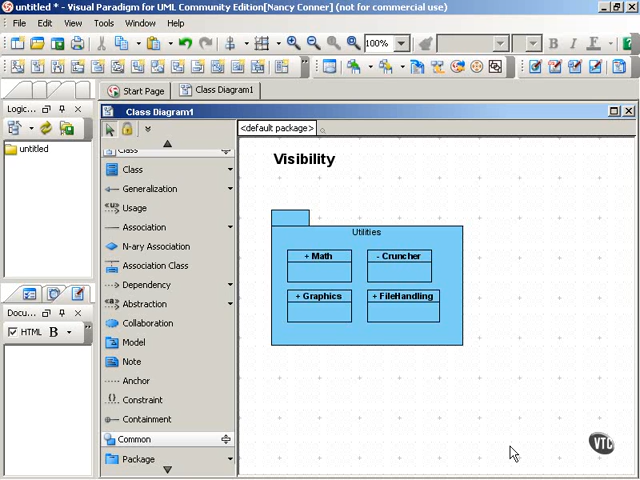 untitled * - Visual Paradigm for UML Community Edition[Nancy Conner] (not for commercial use)
File Edit View Tools Window Help
100%
B I F
Start Page Class Diagram1
Logic...
untitled
Docu...
HTML B
Class Diagram1
Class
Class
Generalization
Usage
Association
N-ary Association
Association Class
Dependency
Abstraction
Collaboration
Model
Note
Anchor
Constraint
Containment
Common
Package
<default package>
Visibility
Utilities
+ Math - Cruncher
+ Graphics + FileHandling
VTC